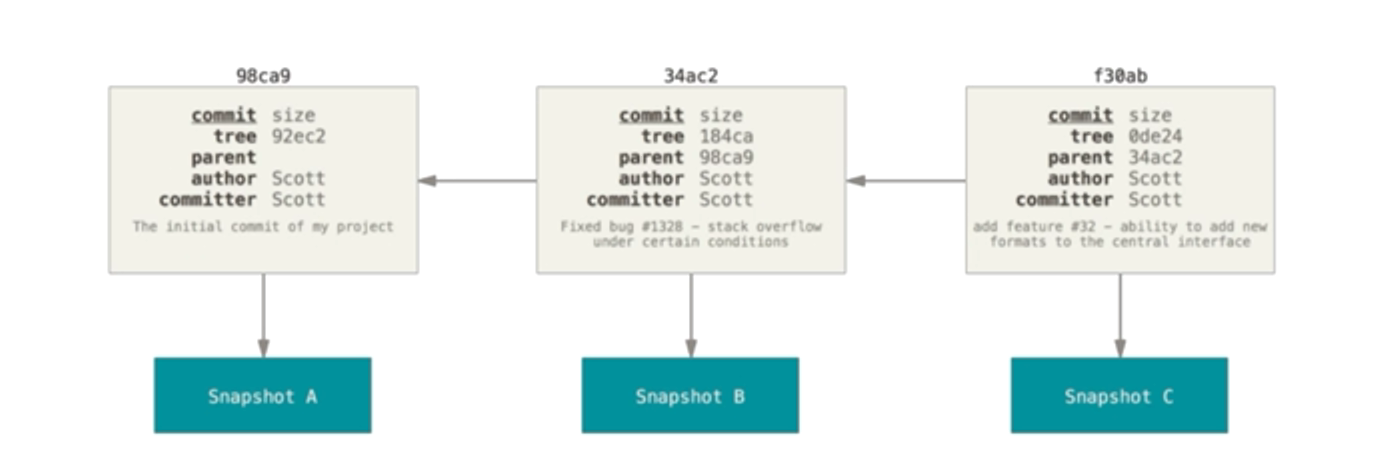 98ca9
commit size
tree 92ec2
parent
author Scott
committer Scott
The initial commit of my project
34ac2
commit size
tree 184ca
parent 98ca9
author Scott
committer Scott
Fixed bug #1328 – stack overflow
under certain conditions
f30ab
commit size
tree 0de24
parent 34ac2
author Scott
committer Scott
add feature #32 – ability to add new
formats to the central interface
Snapshot A
Snapshot B
Snapshot C